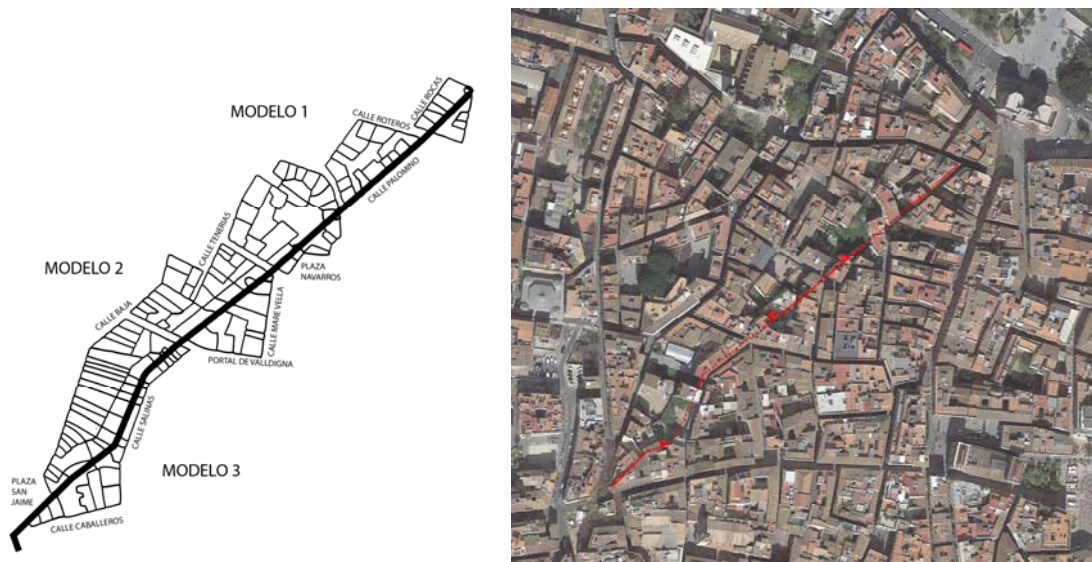 MODELO 1
CALLE ROCAS
CALLE ROTEROS
CALLE PALOMINO
CALLE TENERIAS
MODELO 2
PLAZA
NAVARROS
CALLE BAJA
CALLE MARE VELLA
PORTAL DE VALLDIGNA
CALLE SALINAS
MODELO 3
PLAZA
SAN
JAIME
CALLE CABALLEROS